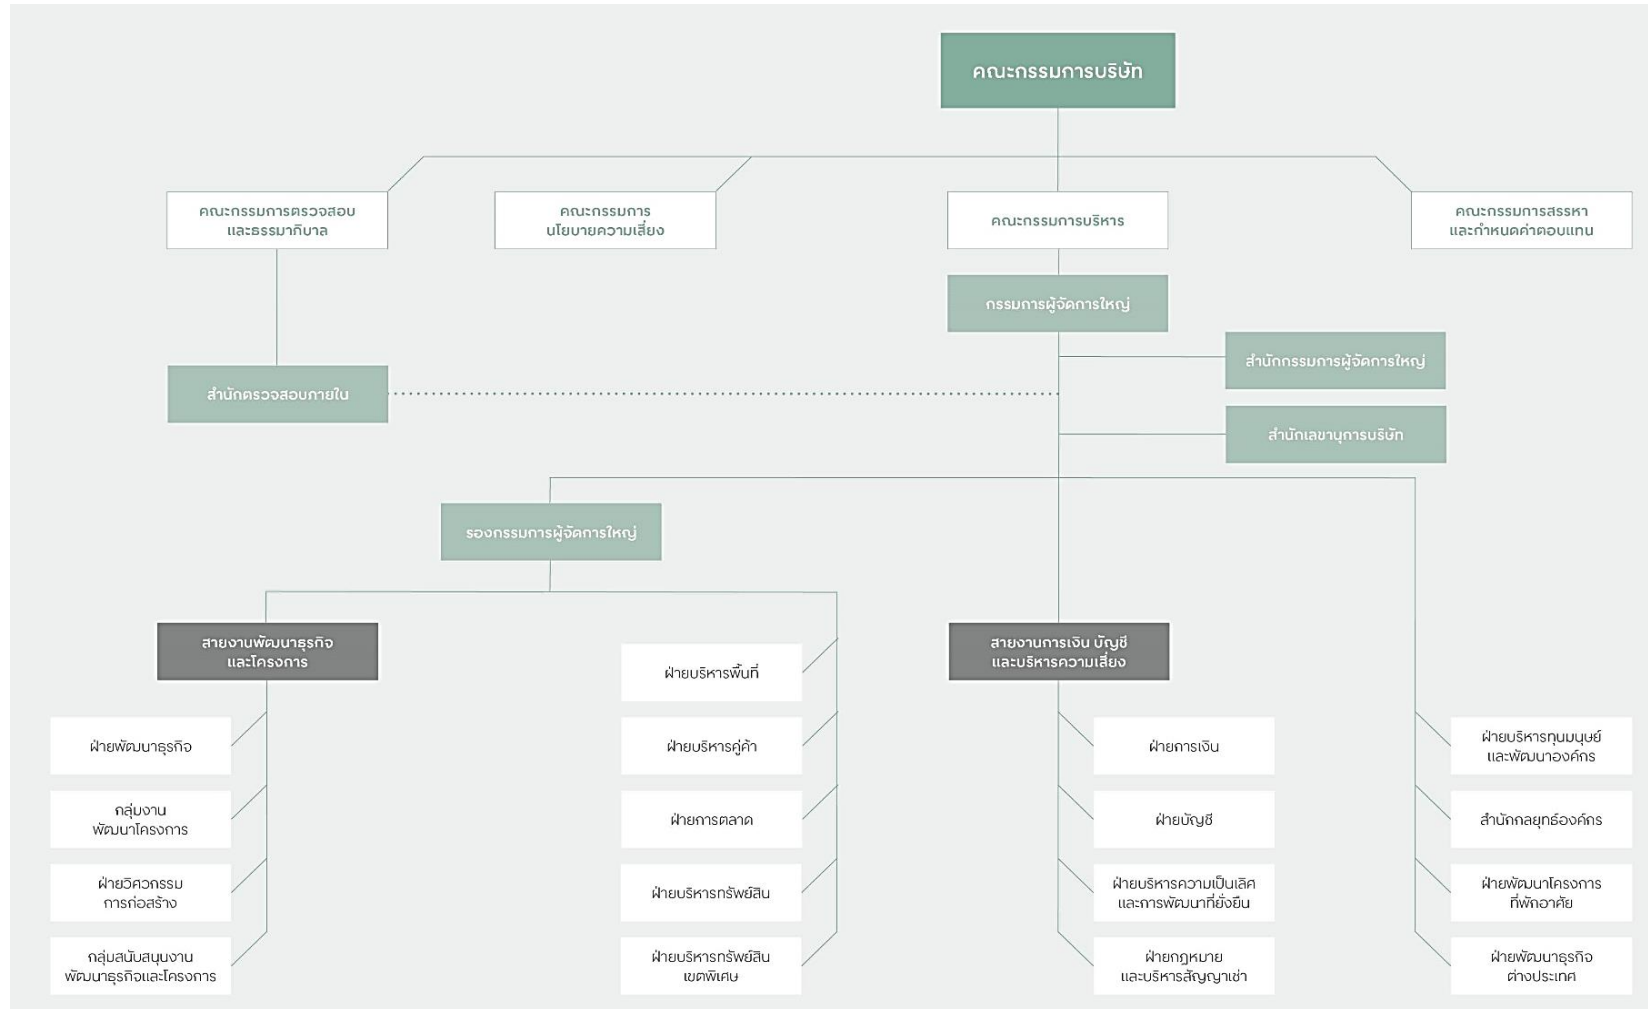 คณะกรรมการบริษัท
คณะกรรมการตรวจสอบ
และธรรมาภิบาล
คณะกรรมการ
นโยบายความเสี่ยง
คณะกรรมการบริหาร
คณะกรรมการสรรหา
และกำหนดค่าตอบแทน
กรรมการผู้จัดการใหญ่
สำนักกรรมการผู้จัดการใหญ่
สำนักตรวจสอบภายใน
สำนักเลขานุการบริษัท
รองกรรมการผู้จัดการใหญ่
สายงานพัฒนาธุรกิจ
และโครงการ
ฝ่ายพัฒนาธุรกิจ
กลุ่มงาน
พัฒนาโครงการ
ฝ่ายวิศวกรรม
การก่อสร้าง
กลุ่มสนับสนุนงาน
พัฒนาธุรกิจและโครงการ
ฝ่ายบริหารพื้นที่
ฝ่ายบริหารคู่ค้า
ฝ่ายการตลาด
ฝ่ายบริหารทรัพย์สิน
ฝ่ายบริหารทรัพย์สิน
เขตพิเศษ
สายงานการเงิน บัญชี
และบริหารความเสี่ยง
ฝ่ายการเงิน
ฝ่ายบัญชี
ฝ่ายบริหารความเป็นเลิศ
และการพัฒนาที่ยั่งยืน
ฝ่ายกฎหมาย
และบริหารสัญญาเช่า
ฝ่ายบริหารทุนมนุษย์
และพัฒนาองค์กร
สำนักกลยุทธ์องค์กร
ฝ่ายพัฒนาโครงการ
ที่พักอาศัย
ฝ่ายพัฒนาธุรกิจ
ต่างประเทศ